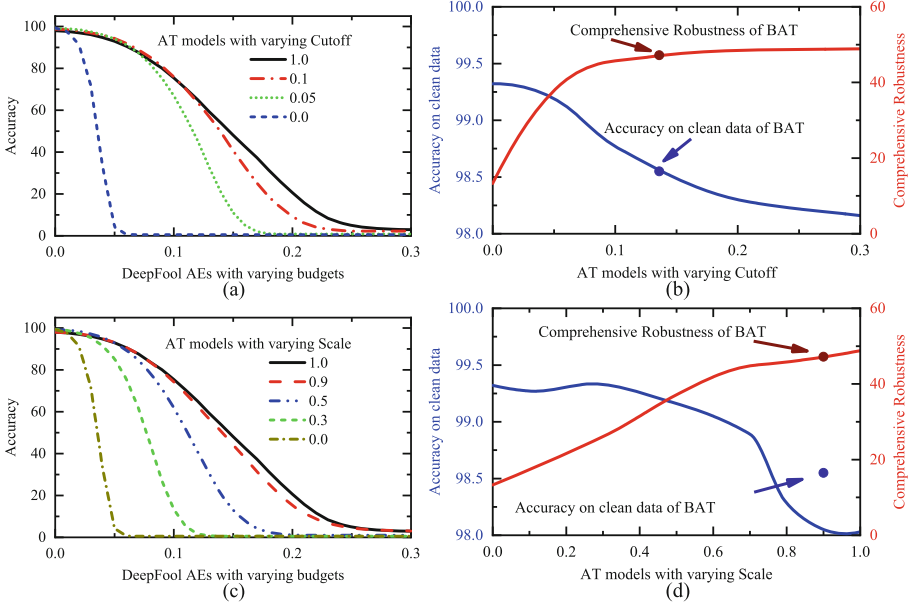 AT models with varying Cutoff
1.0
0.1
0.05
0.0
Accuracy
100
80
60
40
20
0
0.0 0.1 0.2 0.3
DeepFool AEs with varying budgets
(a)
Comprehensive Robustness of BAT
Accuracy on clean data of BAT
Accuracy on clean data
100.0
99.5
99.0
98.5
98.0
60
40
20
0
Comprehensive Robustness
0.0 0.1 0.2 0.3
AT models with varying Cutoff
(b)
AT models with varying Scale
1.0
0.9
0.5
0.3
0.0
Accuracy
100
80
60
40
20
0
0.0 0.1 0.2 0.3
DeepFool AEs with varying budgets
(c)
Comprehensive Robustness of BAT
Accuracy on clean data of BAT
Accuracy on clean data
100.0
99.5
99.0
98.5
98.0
60
40
20
0
Comprehensive Robustness
0.0 0.2 0.4 0.6 0.8 1.0
AT models with varying Scale
(d)